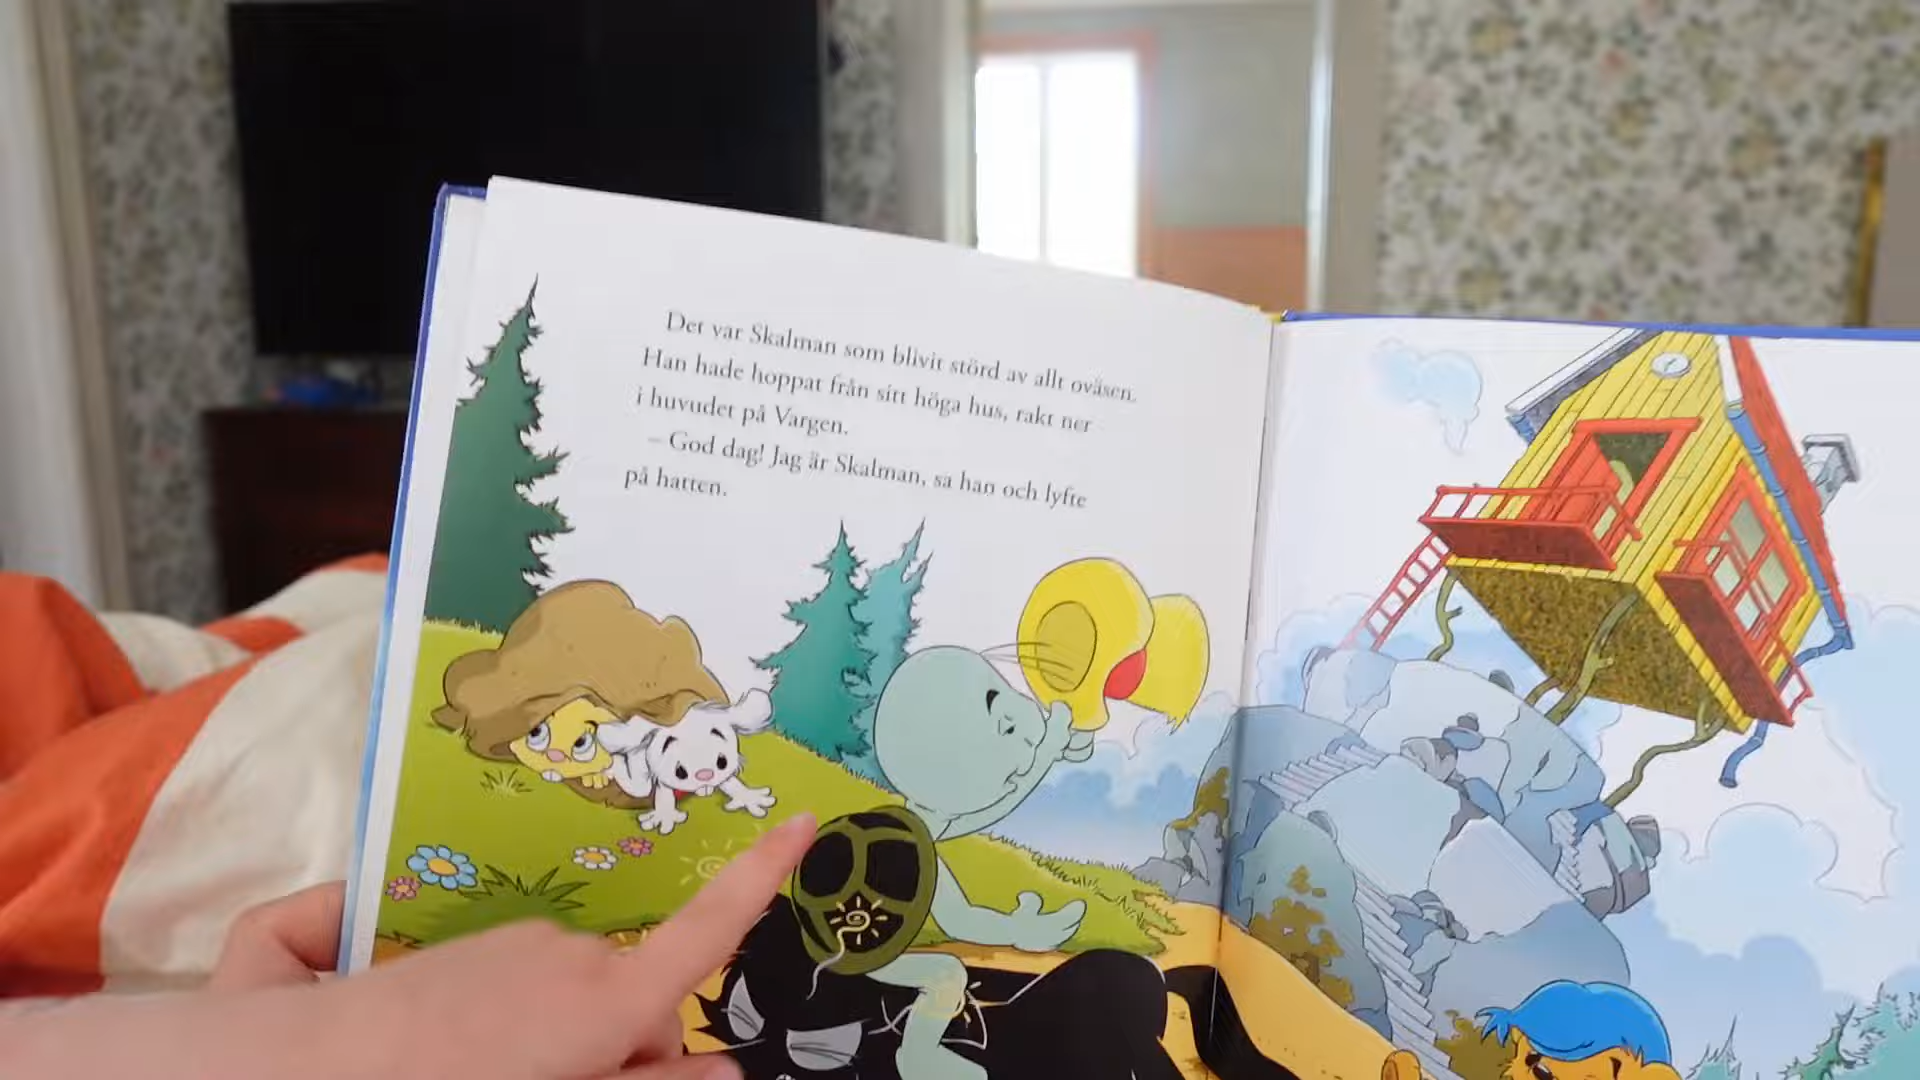 Det var Skalman som blivit störd av allt oväsen.
Han hade hoppat från sitt höga hus, rakt ner
i huvudet på Vargen.
– God dag! Jag är Skalman, sa han och lyfte
på hatten.